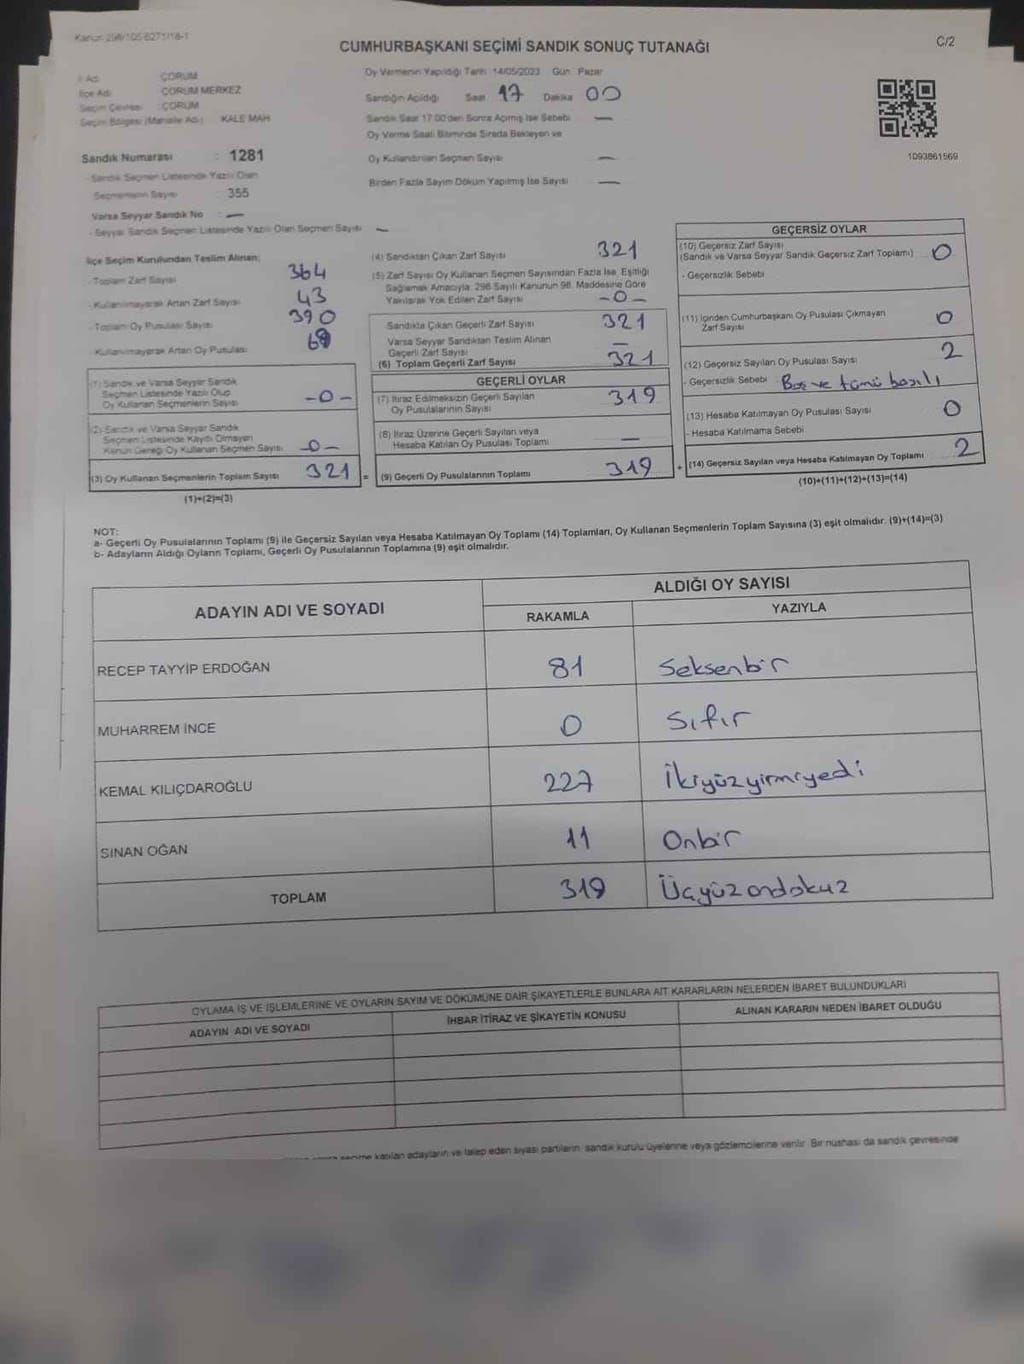 Kanun 298/105 6271/18-1
CUMHURBAŞKANI SEÇİMİ SANDIK SONUÇ TUTANAĞI
C/2
İl Adı ÇORUM
İlçe Adı ÇORUM MERKEZ
Seçim Çevresi : ÇORUM
Seçim Bölgesi (Mahalle Adı) KALE MAH
Sandık Numarası : 1281
- Sandık Seçmen Listesinde Yazılı Olan
Seçmenlerin Sayısı 355
Varsa Seyyar Sandık No : —
- Seyyar Sandık Seçmen Listesinde Yazılı Olan Seçmen Sayısı —
Oy Vermenin Yapıldığı Tarih : 14/05/2023 Gün : Pazar
Sandığın Açıldığı Saat 17 Dakika 00
Sandık Saat 17:00'den Sonra Açılmış İse Sebebi —
Oy Verme Saati Bitiminde Sırada Bekleyen ve
Oy Kullandırılan Seçmen Sayısı —
Birden Fazla Sayım Döküm Yapılmış İse Sayısı —
1093861569
İlçe Seçim Kurulundan Teslim Alınan;
- Toplam Zarf Sayısı 364
- Kullanılmayarak Artan Zarf Sayısı 43
- Toplam Oy Pusulası Sayısı 390
- Kullanılmayarak Artan Oy Pusulası 69
(1) Sandık ve Varsa Seyyar Sandık
Seçmen Listesinde Yazılı Olup
Oy Kullanan Seçmenlerin Sayısı -0-
(2) Sandık ve Varsa Seyyar Sandık
Seçmen Listesinde Kayıtlı Olmayan
Kanun Gereği Oy Kullanan Seçmen Sayısı -0-
(3) Oy Kullanan Seçmenlerin Toplam Sayısı 321 =
(1)+(2)=(3)
(4) Sandıktan Çıkan Zarf Sayısı 321
(5) Zarf Sayısı Oy Kullanan Seçmen Sayısından Fazla İse, Eşitliği
Sağlamak Amacıyla; 298 Sayılı Kanunun 98. Maddesine Göre
Yakılarak Yok Edilen Zarf Sayısı -0-
Sandıkta Çıkan Geçerli Zarf Sayısı 321
Varsa Seyyar Sandıktan Teslim Alınan
Geçerli Zarf Sayısı —
(6) Toplam Geçerli Zarf Sayısı 321
GEÇERLİ OYLAR
(7) İtiraz Edilmeksizin Geçerli Sayılan
Oy Pusulalarının Sayısı 319
(8) İtiraz Üzerine Geçerli Sayılan veya
Hesaba Katılan Oy Pusulası Toplamı —
(9) Geçerli Oy Pusulalarının Toplamı 319 +
GEÇERSİZ OYLAR
(10) Geçersiz Zarf Sayısı
(Sandık ve Varsa Seyyar Sandık Geçersiz Zarf Toplamı) 0
- Geçersizlik Sebebi
(11) İçinden Cumhurbaşkanı Oy Pusulası Çıkmayan
Zarf Sayısı 0
(12) Geçersiz Sayılan Oy Pusulası Sayısı 2
- Geçersizlik Sebebi Boş ve tümü basılı
(13) Hesaba Katılmayan Oy Pusulası Sayısı 0
- Hesaba Katılmama Sebebi
(14) Geçersiz Sayılan veya Hesaba Katılmayan Oy Toplamı 2
(10)+(11)+(12)+(13)=(14)
NOT:
a- Geçerli Oy Pusulalarının Toplamı (9) ile Geçersiz Sayılan veya Hesaba Katılmayan Oy Toplamı (14) Toplamları, Oy Kullanan Seçmenlerin Toplam Sayısına (3) eşit olmalıdır. (9)+(14)=(3)
b- Adayların Aldığı Oyların Toplamı, Geçerli Oy Pusulalarının Toplamına (9) eşit olmalıdır.
ADAYIN ADI VE SOYADI
ALDIĞI OY SAYISI
RAKAMLA YAZIYLA
RECEP TAYYİP ERDOĞAN 81 Seksenbir
MUHARREM İNCE 0 Sıfır
KEMAL KILIÇDAROĞLU 227 İkiyüzyirmiyedi
SİNAN OĞAN 11 Onbir
TOPLAM 319 Üçyüzondokuz
OYLAMA İŞ VE İŞLEMLERİNE VE OYLARIN SAYIM VE DÖKÜMÜNE DAİR ŞİKAYETLERLE BUNLARA AİT KARARLARIN NELERDEN İBARET BULUNDUKLARI
ADAYIN ADI VE SOYADI İHBAR İTİRAZ VE ŞİKAYETİN KONUSU ALINAN KARARIN NEDEN İBARET OLDUĞU
seçime katılan adayların ve talep eden siyasi partilerin sandık kurulu üyelerine veya gözlemcilerine verilir. Bir nüshası da sandık çevresinde